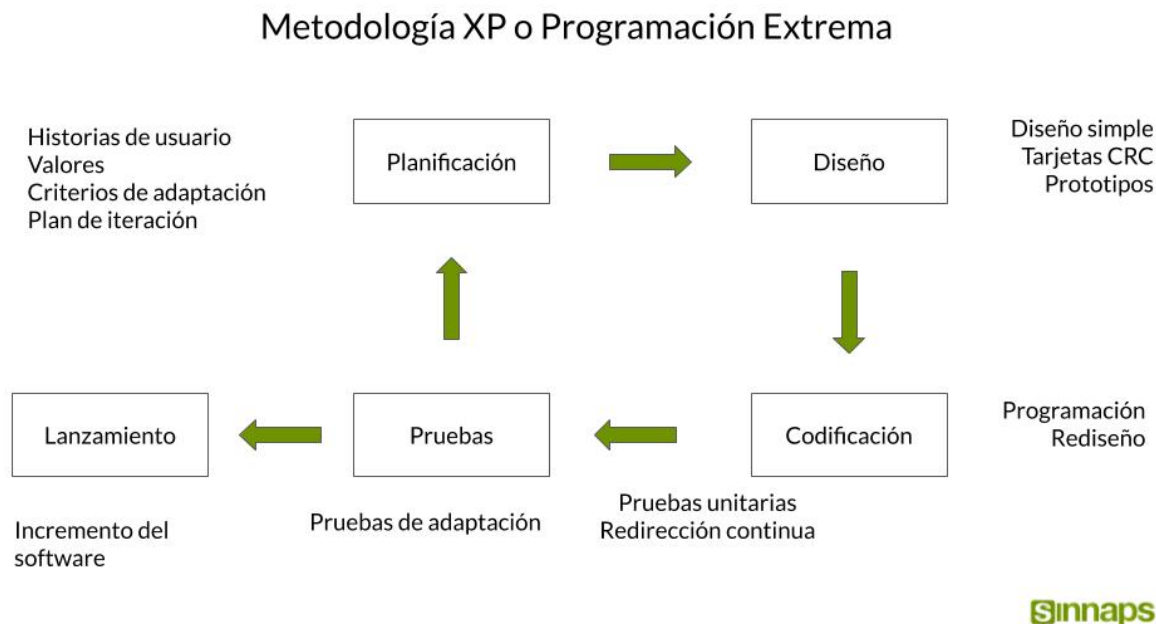 Metodología XP o Programación Extrema
Historias de usuario
Valores
Criterios de adaptación
Plan de iteración
Planificación
Diseño
Diseño simple
Tarjetas CRC
Prototipos
Lanzamiento
Pruebas
Codificación
Programación
Rediseño
Incremento del
software
Pruebas de adaptación
Pruebas unitarias
Redirección continua
sinnaps